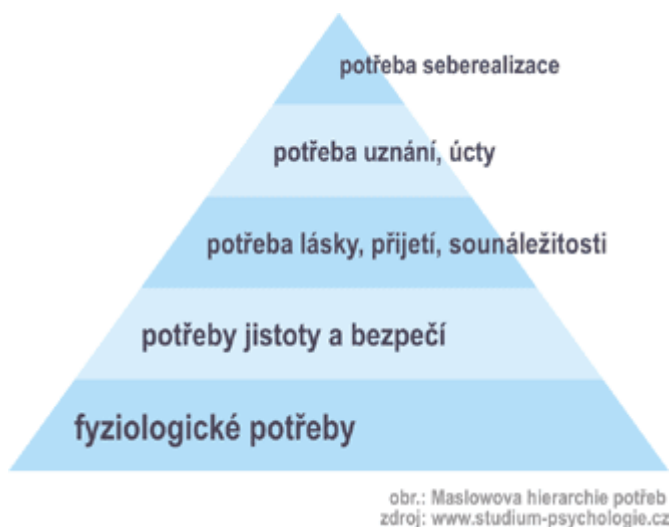 potřeba seberealizace
potřeba uznání, úcty
potřeba lásky, přijetí, sounáležitosti
potřeby jistoty a bezpečí
fyziologické potřeby
obr.: Maslowova hierarchie potřeb
zdroj: www.studium-psychologie.cz